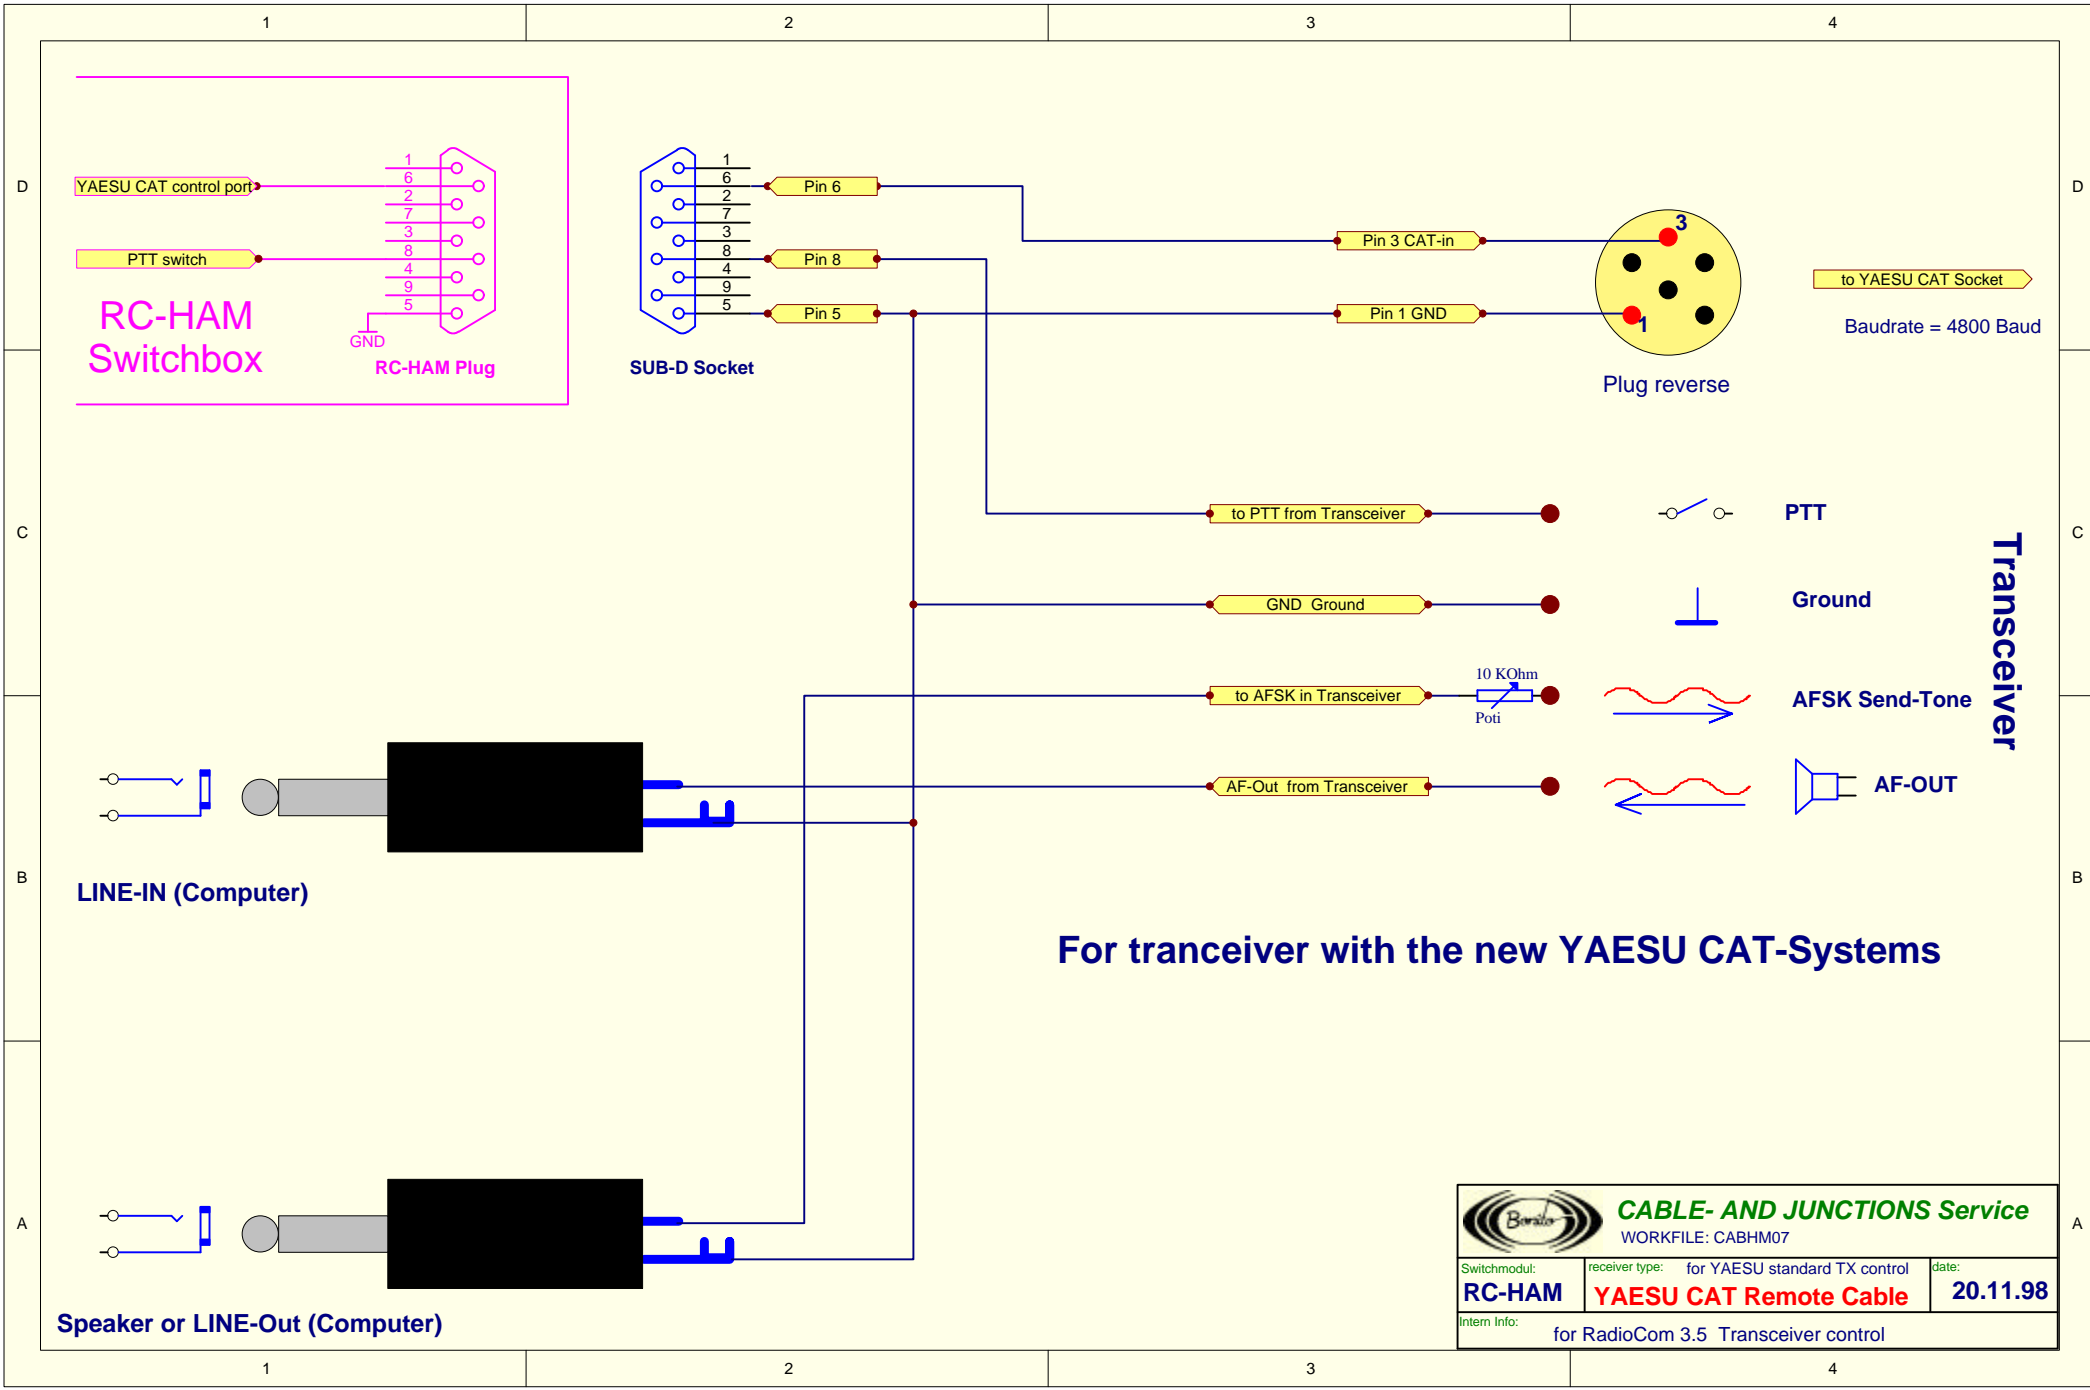 1 2 3 4
D
C
B
A
D
C
B
A
YAESU CAT control port
PTT switch
RC-HAM
Switchbox
1
6
2
7
3
8
4
9
5
GND
RC-HAM Plug
1
6
2
7
3
8
4
9
5
SUB-D Socket
Pin 6
Pin 8
Pin 5
Pin 3 CAT-in
Pin 1 GND
3
1
Plug reverse
to YAESU CAT Socket
Baudrate = 4800 Baud
to PTT from Transceiver
PTT
GND Ground
Ground
to AFSK in Transceiver
10 KOhm
Poti
AFSK Send-Tone
AF-Out from Transceiver
AF-OUT
Transceiver
LINE-IN (Computer)
For tranceiver with the new YAESU CAT-Systems
Speaker or LINE-Out (Computer)
Bonito
CABLE- AND JUNCTIONS Service
WORKFILE: CABHM07
Switchmodul:
RC-HAM
receiver type: for YAESU standard TX control
YAESU CAT Remote Cable
date:
20.11.98
Intern Info:
for RadioCom 3.5 Transceiver control
1 2 3 4